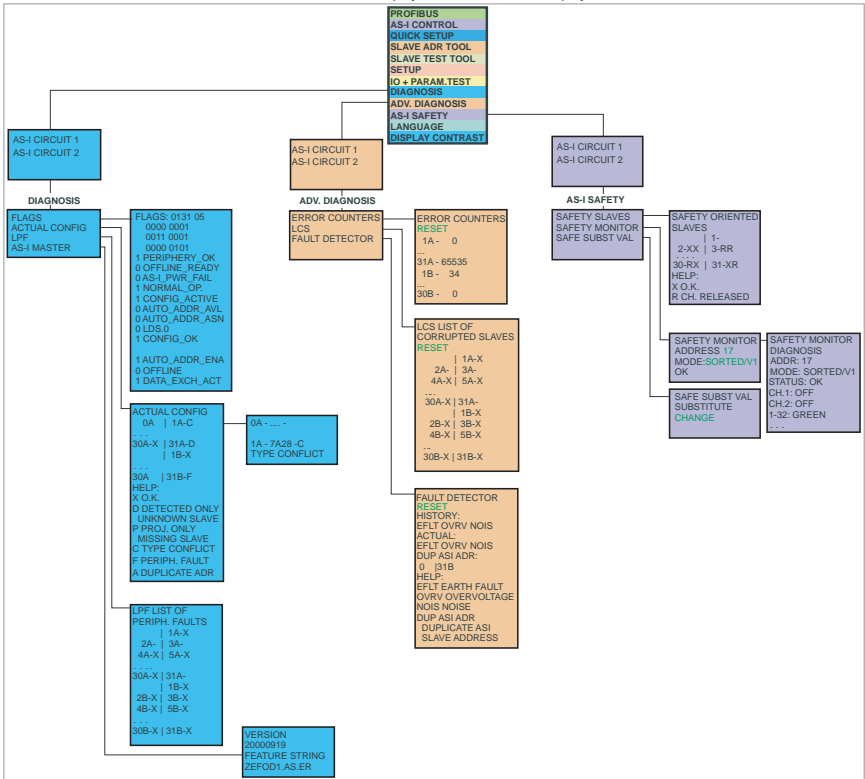 PROFIBUS
AS-I CONTROL
QUICK SETUP
SLAVE ADR TOOL
SLAVE TEST TOOL
SETUP
IO + PARAM.TEST
DIAGNOSIS
ADV. DIAGNOSIS
AS-I SAFETY
LANGUAGE
DISPLAY CONTRAST
AS-I CIRCUIT 1
AS-I CIRCUIT 2
DIAGNOSIS
FLAGS
ACTUAL CONFIG
LPF
AS-I MASTER
FLAGS: 0131 05
0000 0001
0011 0001
0000 0101
1 PERIPHERY_OK
0 OFFLINE_READY
0 AS-I_PWR_FAIL
1 NORMAL_OP.
1 CONFIG_ACTIVE
0 AUTO_ADDR_AVL
0 AUTO_ADDR_ASN
0 LDS.0
1 CONFIG_OK
1 AUTO_ADDR_ENA
0 OFFLINE
1 DATA_EXCH_ACT
ACTUAL CONFIG
0A | 1A-C
. . .
30A-X | 31A-D
| 1B-X
. . .
30A | 31B-F
HELP:
X O.K.
D DETECTED ONLY
UNKNOWN SLAVE
P PROJ. ONLY
MISSING SLAVE
C TYPE CONFLICT
F PERIPH. FAULT
A DUPLICATE ADR
0A - .... -
1A - 7A28 -C
TYPE CONFLICT
LPF LIST OF
PERIPH. FAULTS
| 1A-X
2A- | 3A-
4A-X | 5A-X
. . . .
30A-X | 31A-
| 1B-X
2B-X | 3B-X
4B-X | 5B-X
. . .
30B-X | 31B-X
VERSION
20000919
FEATURE STRING
ZEFOD1.AS.ER
AS-I CIRCUIT 1
AS-I CIRCUIT 2
ADV. DIAGNOSIS
ERROR COUNTERS
LCS
FAULT DETECTOR
ERROR COUNTERS
RESET
1A - 0
...
31A - 65535
1B - 34
...
30B - 0
LCS LIST OF
CORRUPTED SLAVES
RESET
| 1A-X
2A- | 3A-
4A-X | 5A-X
....
30A-X | 31A-
| 1B-X
2B-X | 3B-X
4B-X | 5B-X
...
30B-X | 31B-X
FAULT DETECTOR
RESET
HISTORY:
EFLT OVRV NOIS
ACTUAL:
EFLT OVRV NOIS
DUP ASI ADR:
0 |31B
HELP:
EFLT EARTH FAULT
OVRV OVERVOLTAGE
NOIS NOISE
DUP ASI ADR
DUPLICATE ASI
SLAVE ADDRESS
AS-I CIRCUIT 1
AS-I CIRCUIT 2
AS-I SAFETY
SAFETY SLAVES
SAFETY MONITOR
SAFE SUBST VAL
SAFETY ORIENTED
SLAVES
| 1-
2-XX | 3-RR
. . . .
30-RX | 31-XR
HELP:
X O.K.
R CH. RELEASED
SAFETY MONITOR
ADDRESS 17
MODE:SORTED/V1
OK
SAFETY MONITOR
DIAGNOSIS
ADDR: 17
MODE: SORTED/V1
STATUS: OK
CH.1: OFF
CH.2: OFF
1-32: GREEN
. . .
SAFE SUBST VAL
SUBSTITUTE
CHANGE